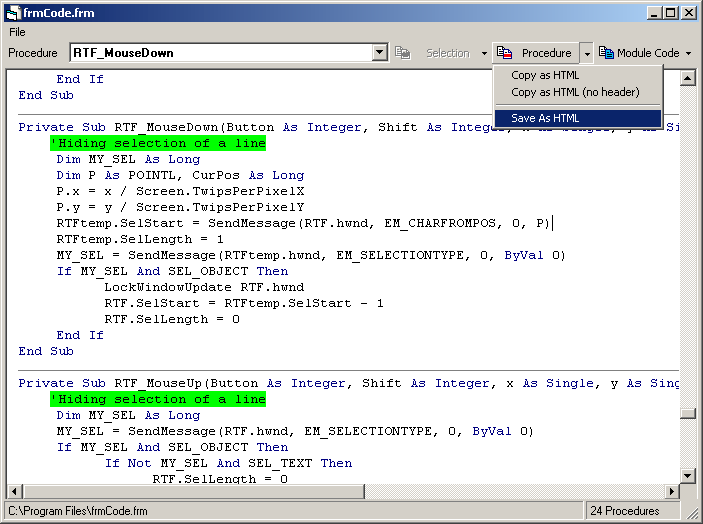 frmCode.frm
File
Procedure RTF_MouseDown Selection Procedure Module Code
Copy as HTML
Copy as HTML (no header)
Save As HTML
End If
End Sub
Private Sub RTF_MouseDown(Button As Integer, Shift As Integer,
'Hiding selection of a line
Dim MY_SEL As Long
Dim P As POINTL, CurPos As Long
P.x = x / Screen.TwipsPerPixelX
P.y = y / Screen.TwipsPerPixelY
RTFtemp.SelStart = SendMessage(RTF.hwnd, EM_CHARFROMPOS, 0, P)
RTFtemp.SelLength = 1
MY_SEL = SendMessage(RTFtemp.hwnd, EM_SELECTIONTYPE, 0, ByVal 0)
If MY_SEL And SEL_OBJECT Then
LockWindowUpdate RTF.hwnd
RTF.SelStart = RTFtemp.SelStart - 1
RTF.SelLength = 0
End If
End Sub
Private Sub RTF_MouseUp(Button As Integer, Shift As Integer, x As Single, y As Sing
'Hiding selection of a line
Dim MY_SEL As Long
MY_SEL = SendMessage(RTF.hwnd, EM_SELECTIONTYPE, 0, ByVal 0)
If MY_SEL And SEL_OBJECT Then
If Not MY_SEL And SEL_TEXT Then
RTF.SelLength = 0
C:\Program Files\frmCode.frm 24 Procedures